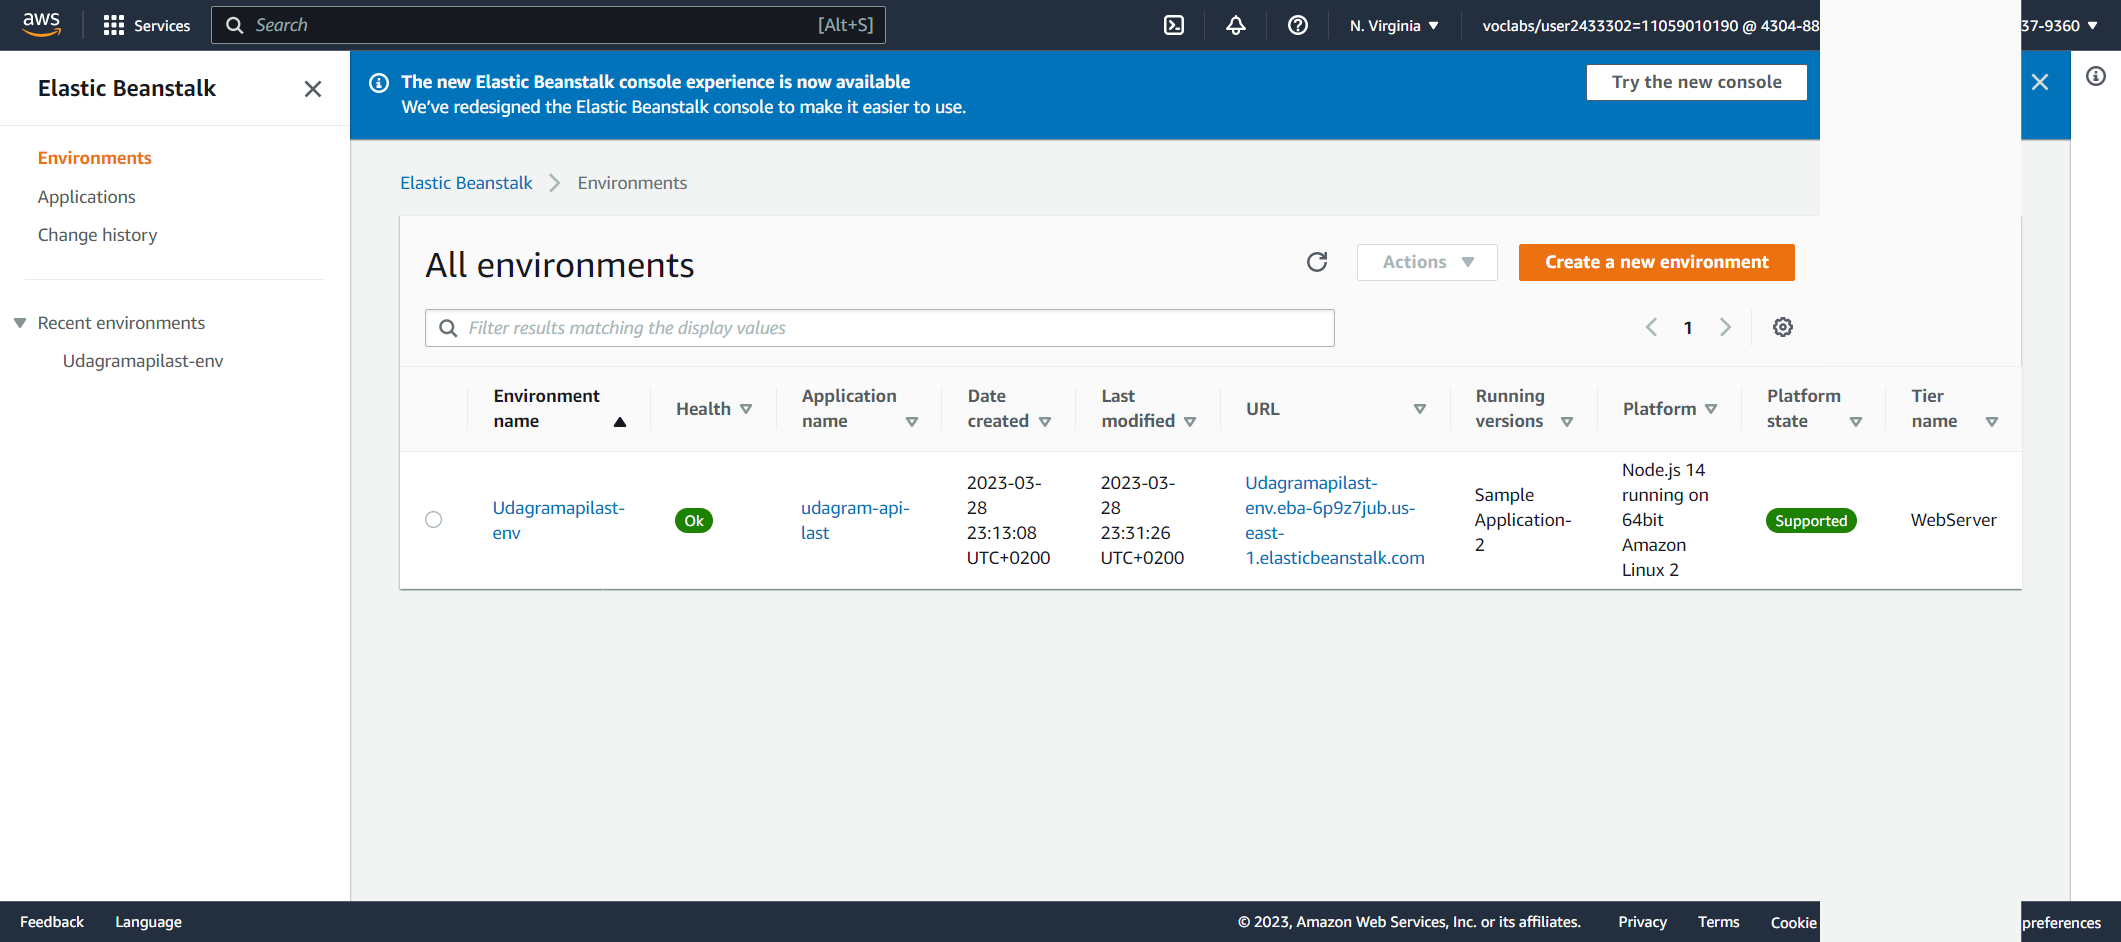 aws
Services
Search
[Alt+S]
N. Virginia
voclabs/user2433302=11059010190 @ 4304-88
37-9360
Elastic Beanstalk
Environments
Applications
Change history
Recent environments
Udagramapilast-env
The new Elastic Beanstalk console experience is now available
We've redesigned the Elastic Beanstalk console to make it easier to use.
Try the new console
Elastic Beanstalk
Environments
All environments
Actions
Create a new environment
Filter results matching the display values
1
Environment
name
Health
Application
name
Date
created
Last
modified
URL
Running
versions
Platform
Platform
state
Tier
name
Udagramapilast-
env
Ok
udagram-api-
last
2023-03-
28
23:13:08
UTC+0200
2023-03-
28
23:31:26
UTC+0200
Udagramapilast-
env.eba-6p9z7jub.us-
east-
1.elasticbeanstalk.com
Sample
Application-
2
Node.js 14
running on
64bit
Amazon
Linux 2
Supported
WebServer
Feedback
Language
© 2023, Amazon Web Services, Inc. or its affiliates.
Privacy
Terms
Cookie
preferences